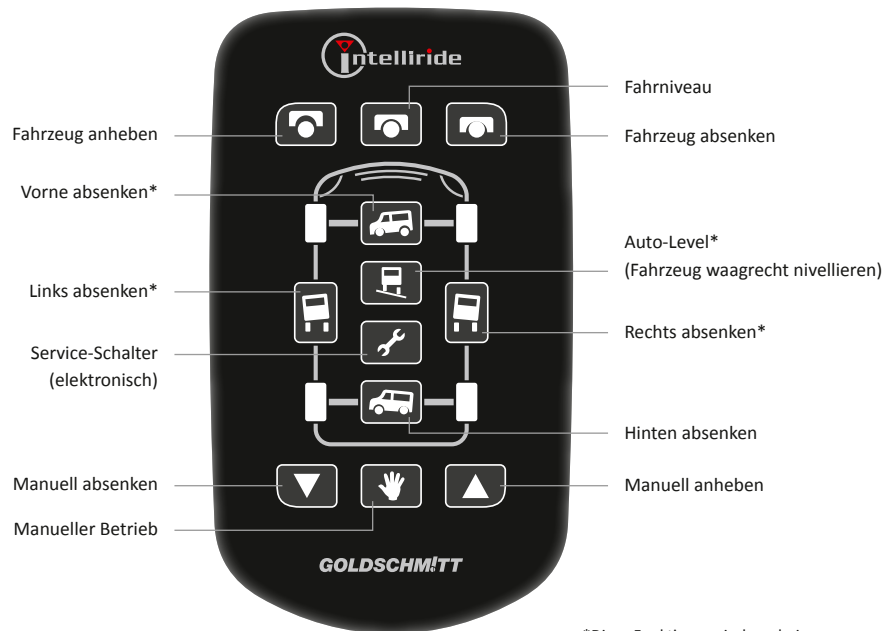 intelliride
Fahrniveau
Fahrzeug anheben
Fahrzeug absenken
Vorne absenken*
Auto-Level*
(Fahrzeug waagrecht nivellieren)
Links absenken*
Rechts absenken*
Service-Schalter
(elektronisch)
Hinten absenken
Manuell absenken
Manuell anheben
Manueller Betrieb
GOLDSCHM!TT